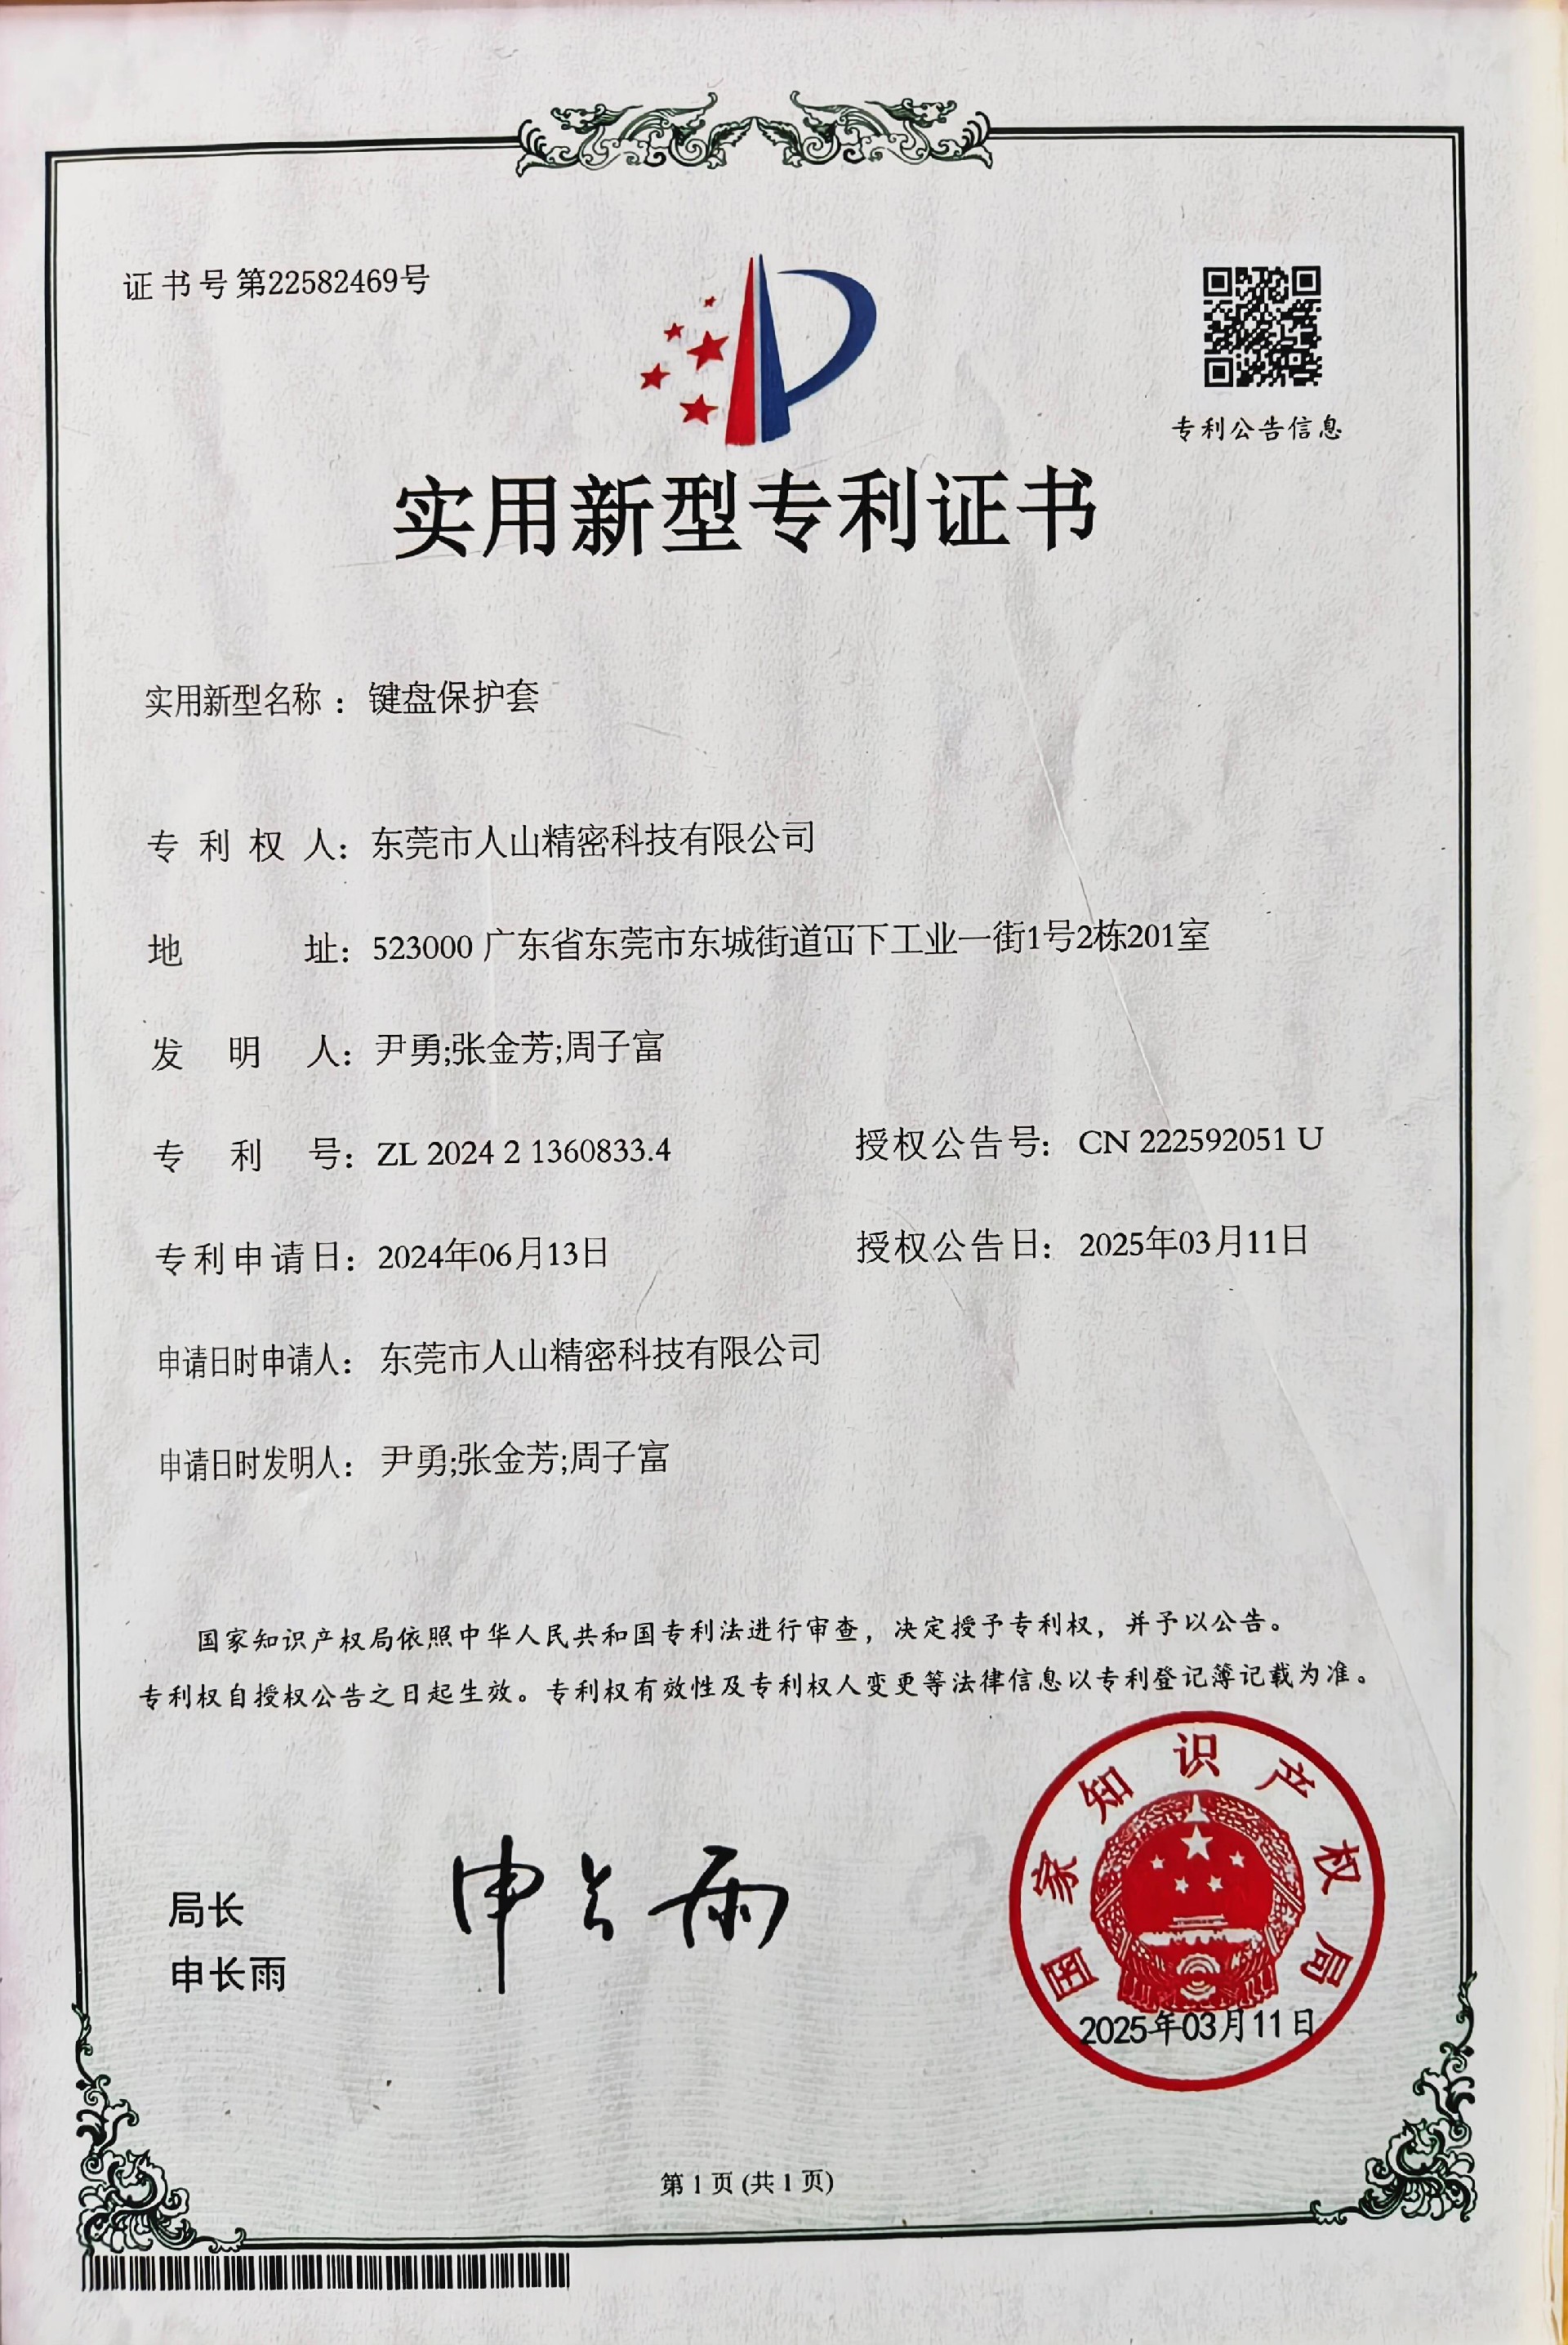 证书号第22582469号
专利公告信息
实用新型专利证书
实用新型名称：键盘保护套
专利权人：东莞市人山精密科技有限公司
地址：523000 广东省东莞市东城街道冚下工业一街1号2栋201室
发明人：尹勇;张金芳;周子富
专利号：ZL 2024 2 1360833.4 授权公告号：CN 222592051 U
专利申请日：2024年06月13日 授权公告日：2025年03月11日
申请日时申请人：东莞市人山精密科技有限公司
申请日时发明人：尹勇;张金芳;周子富
国家知识产权局依照中华人民共和国专利法进行审查，决定授予专利权，并予以公告。
专利权自授权公告之日起生效。专利权有效性及专利权人变更等法律信息以专利登记簿记载为准。
局长
申长雨
申长雨
国家知识产权局
2025年03月11日
第 1 页 (共 1 页)